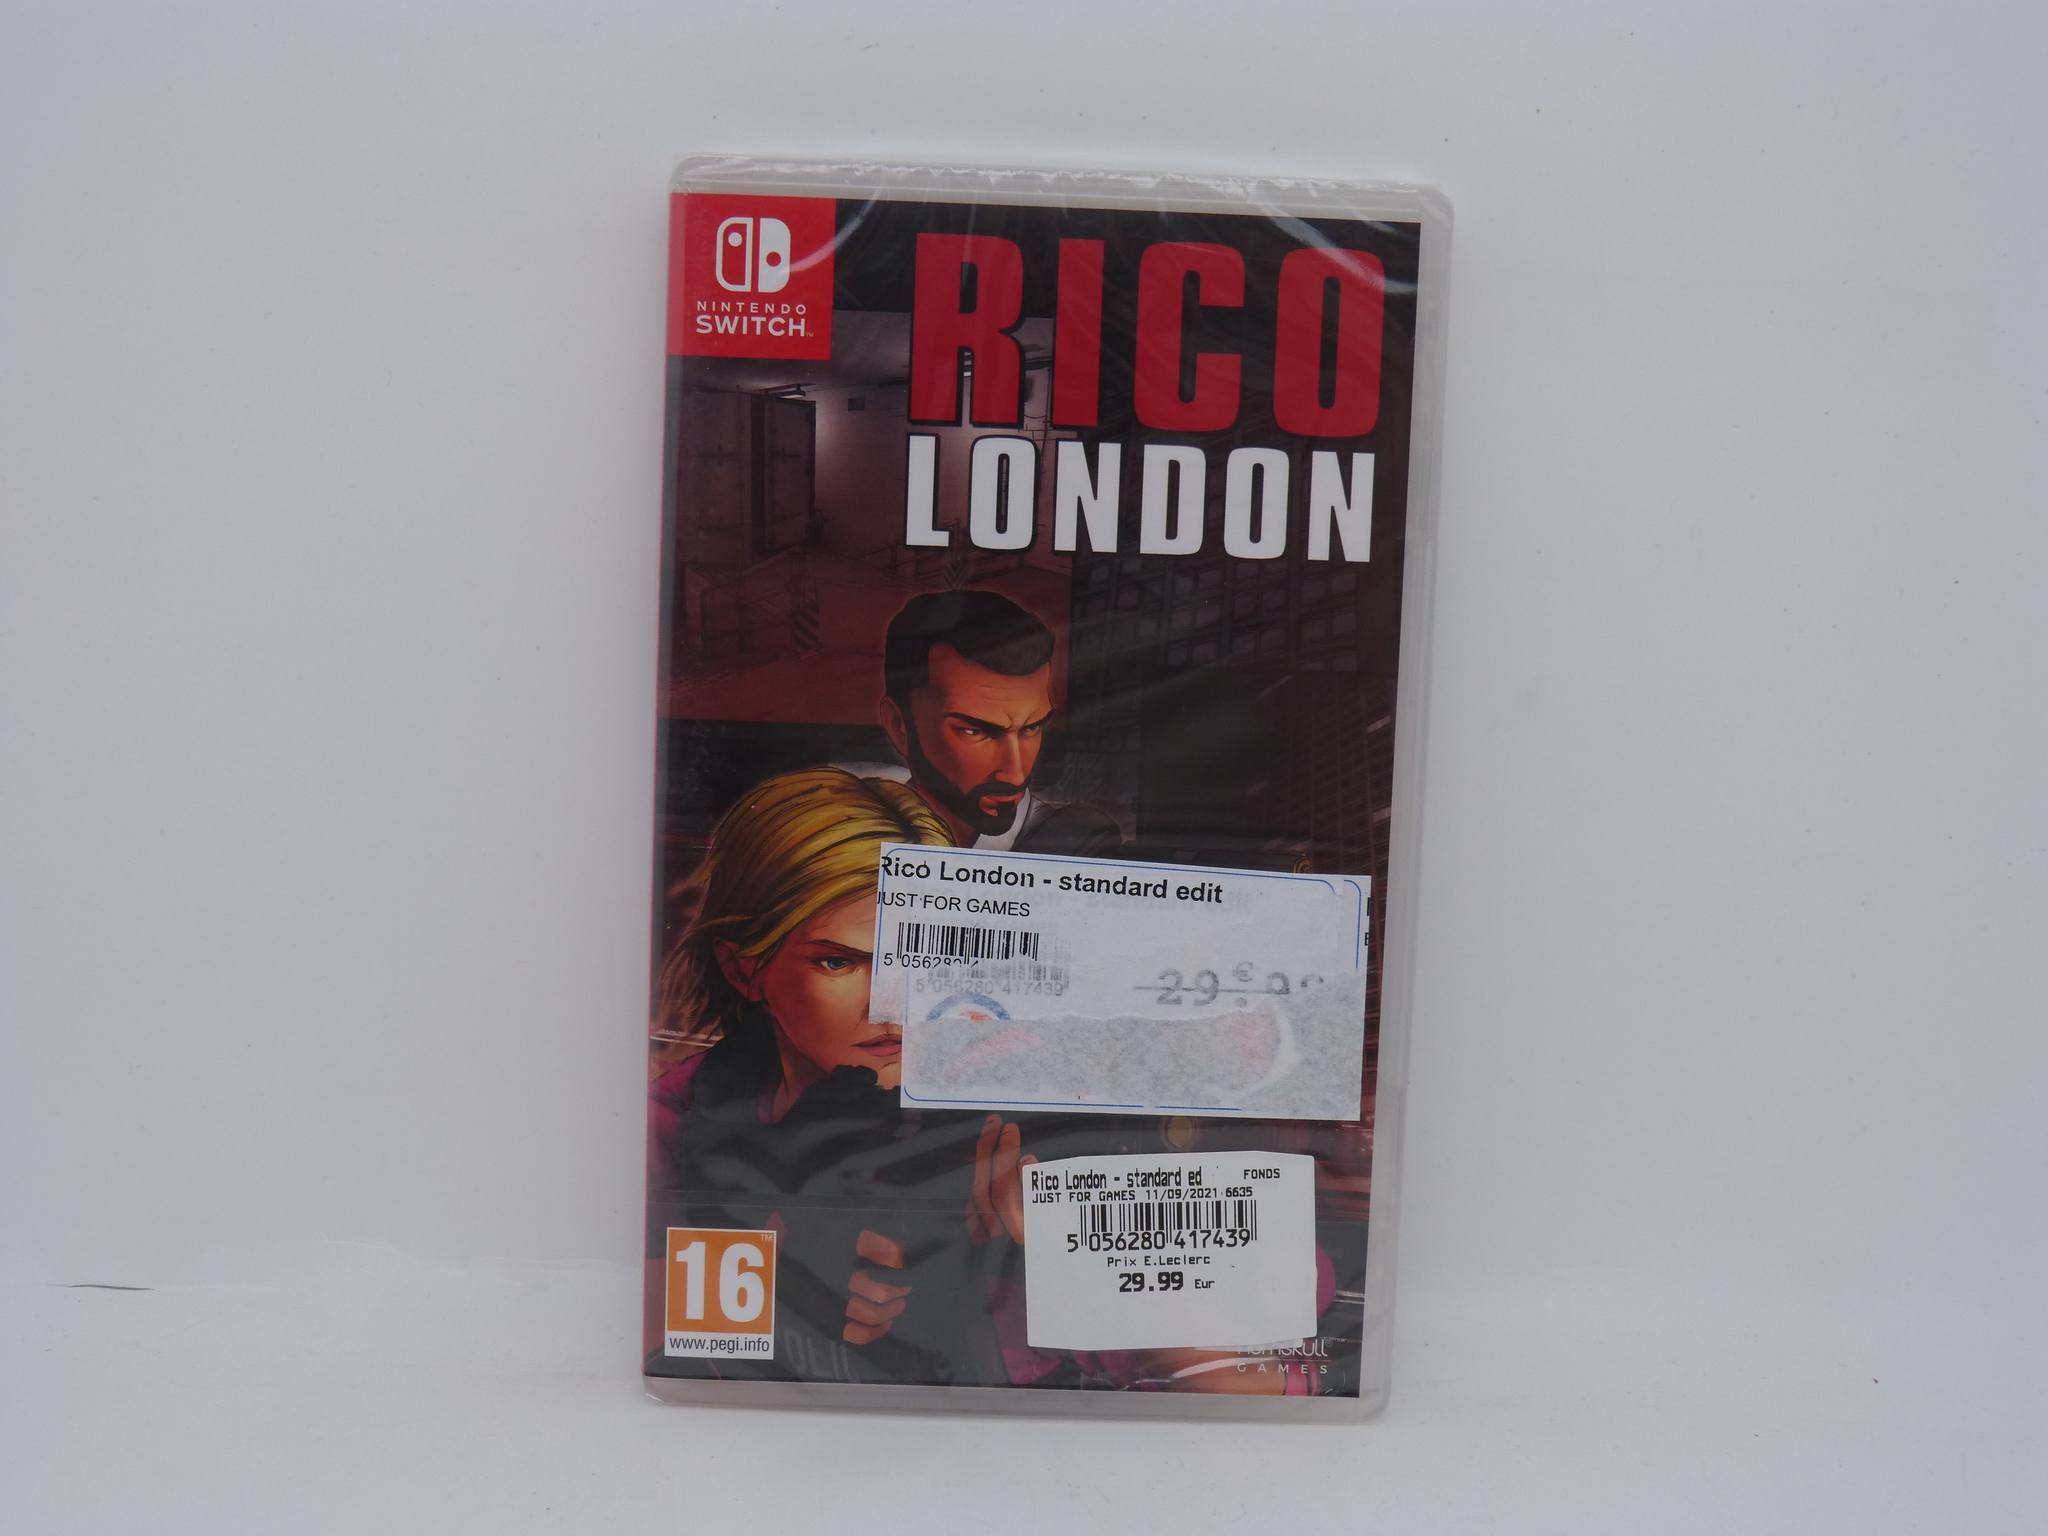 NINTENDO
SWITCH
RICO
LONDON
Rico London - standard edit
JUST FOR GAMES
5 056280
5 056280 417439
29€
Rico London - standard ed FONDS
JUST FOR GAMES 11/09/2021 6635
5 056280 417439
Prix E.Leclerc
29.99 Eur
16
www.pegi.info
GAMES